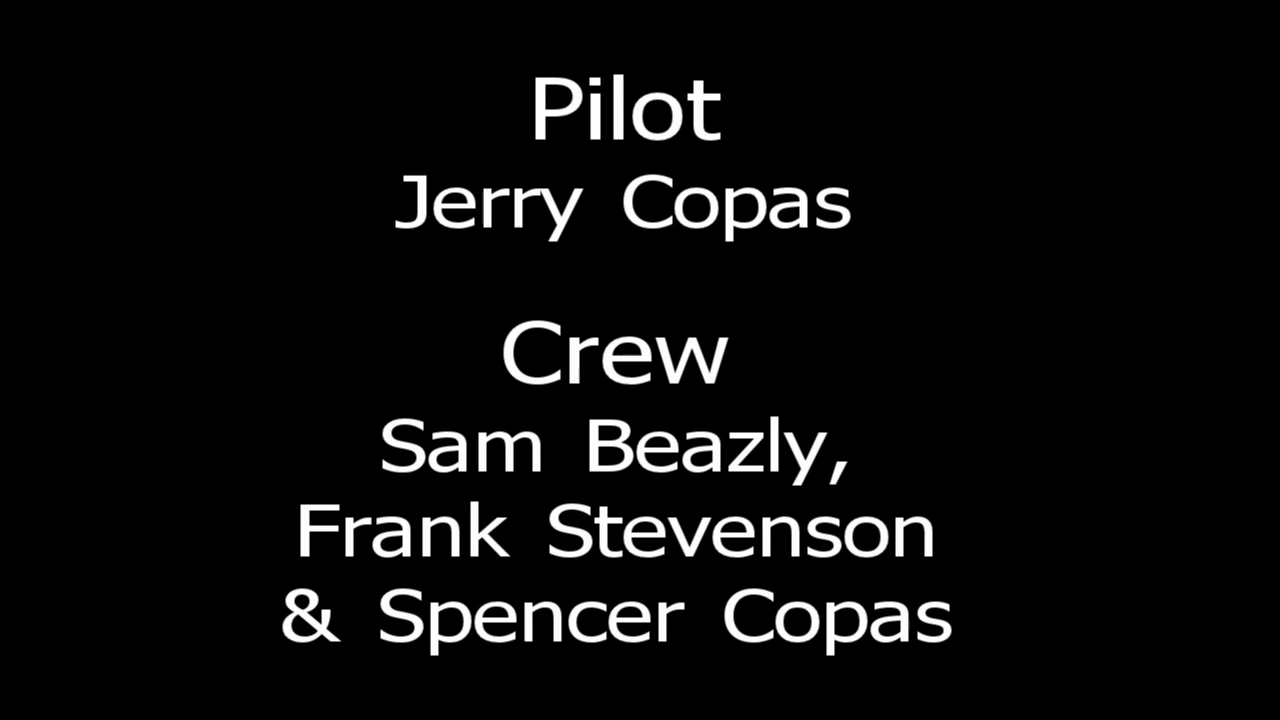 Pilot
Jerry Copas
Crew
Sam Beazly,
Frank Stevenson
& Spencer Copas